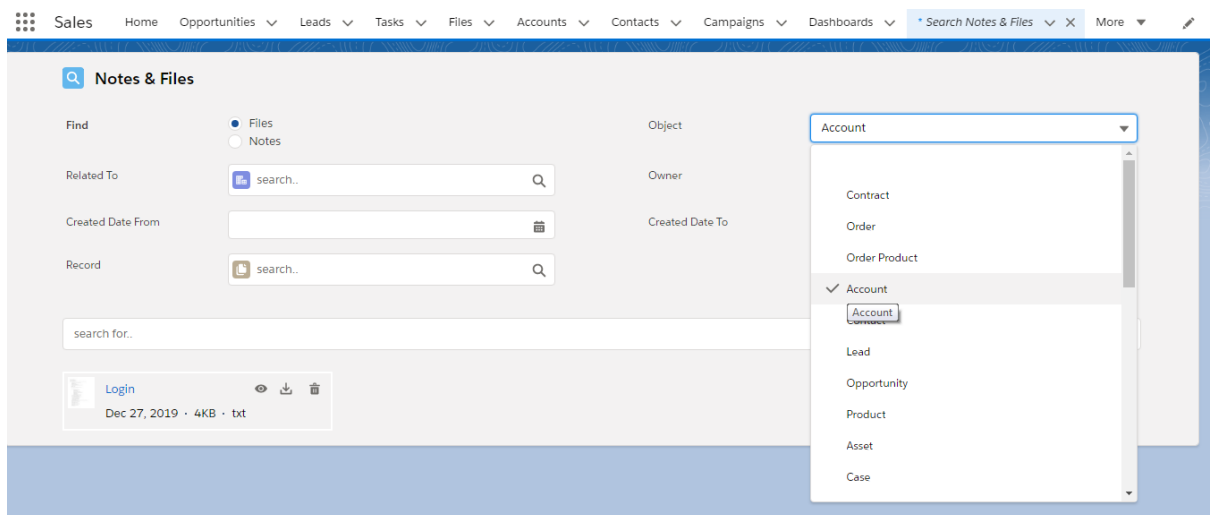 Sales Home Opportunities Leads Tasks Files Accounts Contacts Campaigns Dashboards * Search Notes & Files More
Notes & Files
Find Files Object Account
Notes
Related To search.. Owner
Contract
Created Date From Created Date To
Order
Order Product
Record search..
Account
Account
Contact
search for..
Lead
Login Opportunity
Dec 27, 2019 · 4KB · txt Product
Asset
Case